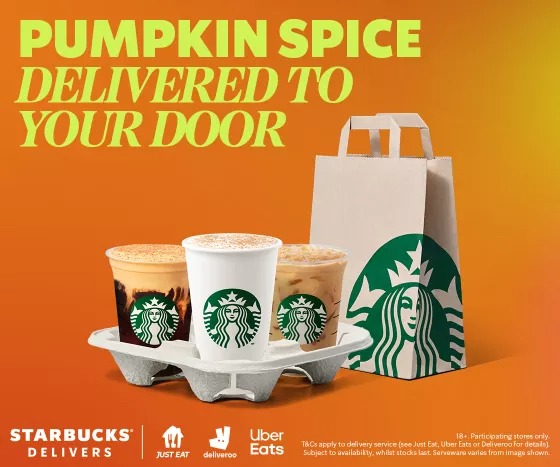 PUMPKIN SPICE
DELIVERED TO
YOUR DOOR
STARBUCKS®
DELIVERS
JUST EAT
deliveroo
Uber
Eats
18+. Participating stores only.
T&Cs apply to delivery service (see Just Eat, Uber Eats or Deliveroo for details).
Subject to availability, whilst stocks last. Serveware varies from image shown.